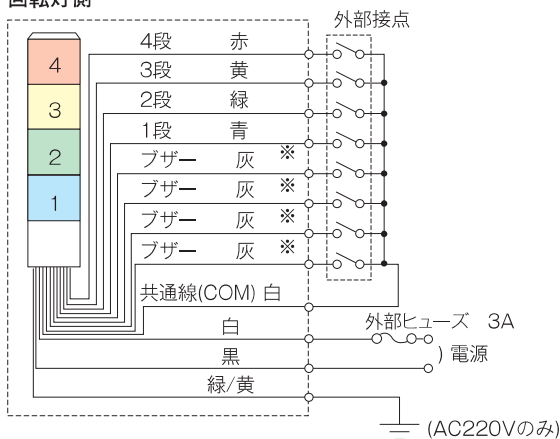 回転灯側
外部接点
4段 赤
3段 黄
2段 緑
1段 青
ブザー 灰 ※
ブザー 灰 ※
ブザー 灰 ※
ブザー 灰 ※
共通線(COM) 白
白
黒
緑/黄
4
3
2
1
外部ヒューズ 3A
) 電源
(AC220Vのみ)